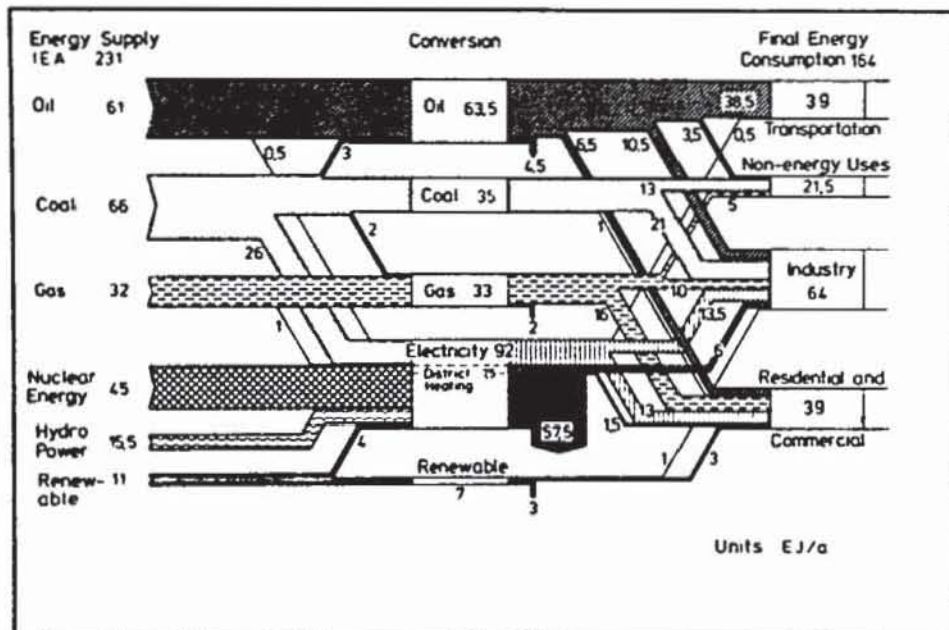 Energy Supply
IEA 231
Conversion
Final Energy
Consumption 164
Oil 61
Oil 63,5
38,5
39
Transportation
0,5
3
4,5
6,5
10,5
3,5
0,5
Non-energy Uses
21,5
Coal 66
Coal 35
13
5
26
2
1
21
Gas 32
Gas 33
10
Industry
64
1
2
16
13,5
Electricity 92
6
District
Heating
Nuclear
Energy 45
Residential and
39
Commercial
Hydro
Power 15,5
4
57,5
1,5
13
Renew-
able 11
Renewable
7
3
1
3
Units EJ/a